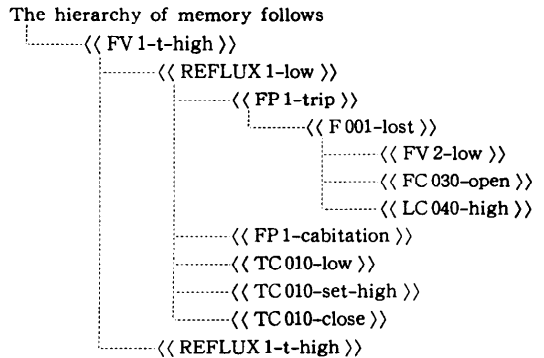 The hierarchy of memory follows
⟨⟨ FV 1-t-high ⟩⟩
⟨⟨ REFLUX 1-low ⟩⟩
⟨⟨ FP 1-trip ⟩⟩
⟨⟨ F 001-lost ⟩⟩
⟨⟨ FV 2-low ⟩⟩
⟨⟨ FC 030-open ⟩⟩
⟨⟨ LC 040-high ⟩⟩
⟨⟨ FP 1-cabitation ⟩⟩
⟨⟨ TC 010-low ⟩⟩
⟨⟨ TC 010-set-high ⟩⟩
⟨⟨ TC 010-close ⟩⟩
⟨⟨ REFLUX 1-t-high ⟩⟩